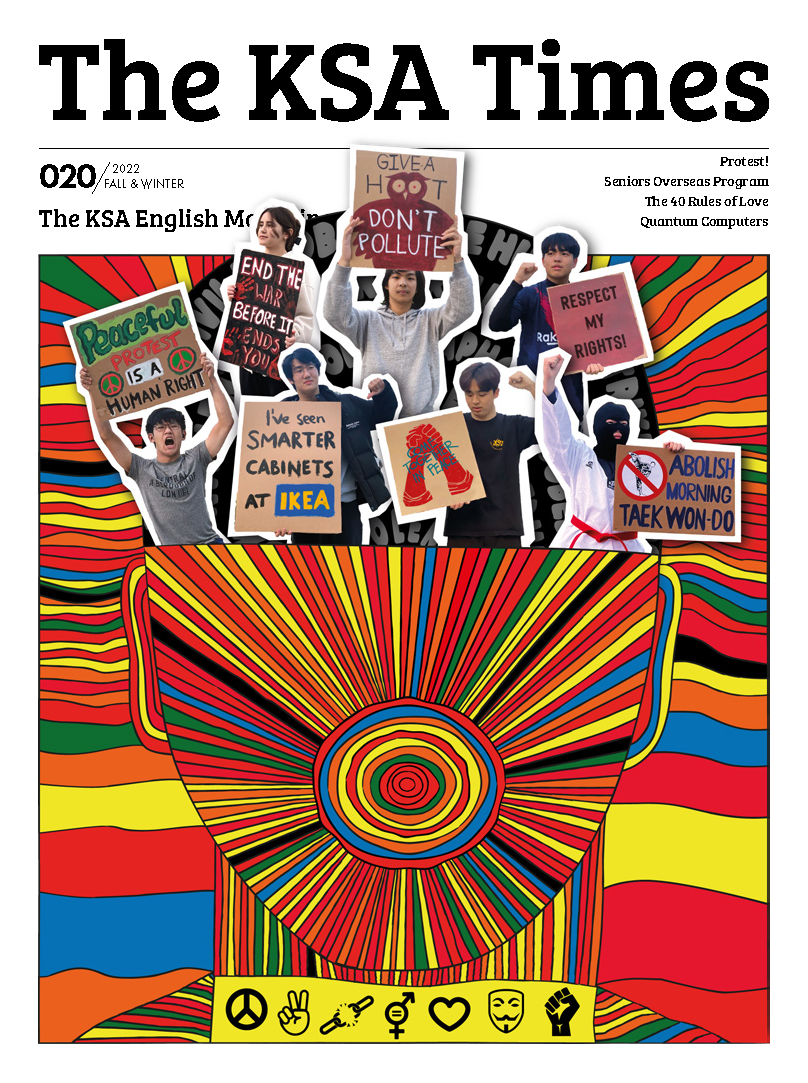 The KSA Times
020/ 2022
FALL & WINTER
The KSA English
Protest!
Seniors Overseas Program
The 40 Rules of Love
Quantum Computers
GIVE A
HOOT
DON'T
POLLUTE
END THE
WAR
BEFORE IT
ENDS
YOU
RESPECT
MY
RIGHTS!
Peaceful
PROTEST
IS A
HUMAN RIGHT
I've seen
SMARTER
CABINETS
AT IKEA
ABOLISH
MORNING
TAEKWON-DO